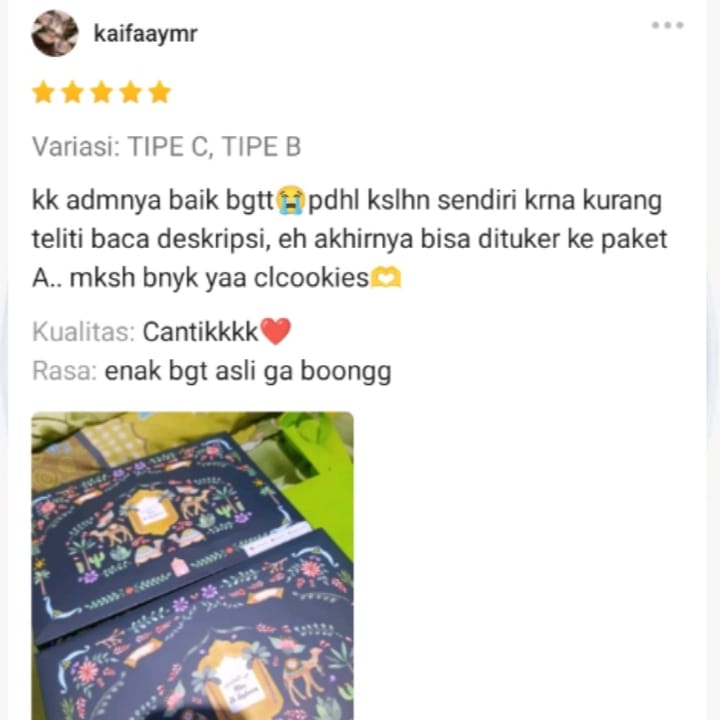 kaifaaymr
Variasi: TIPE C, TIPE B
kk admnya baik bgtt😭pdhl kslhn sendiri krna kurang
teliti baca deskripsi, eh akhirnya bisa dituker ke paket
A.. mksh bnyk yaa clcookies🫶
Kualitas: Cantikkkk❤️
Rasa: enak bgt asli ga boongg